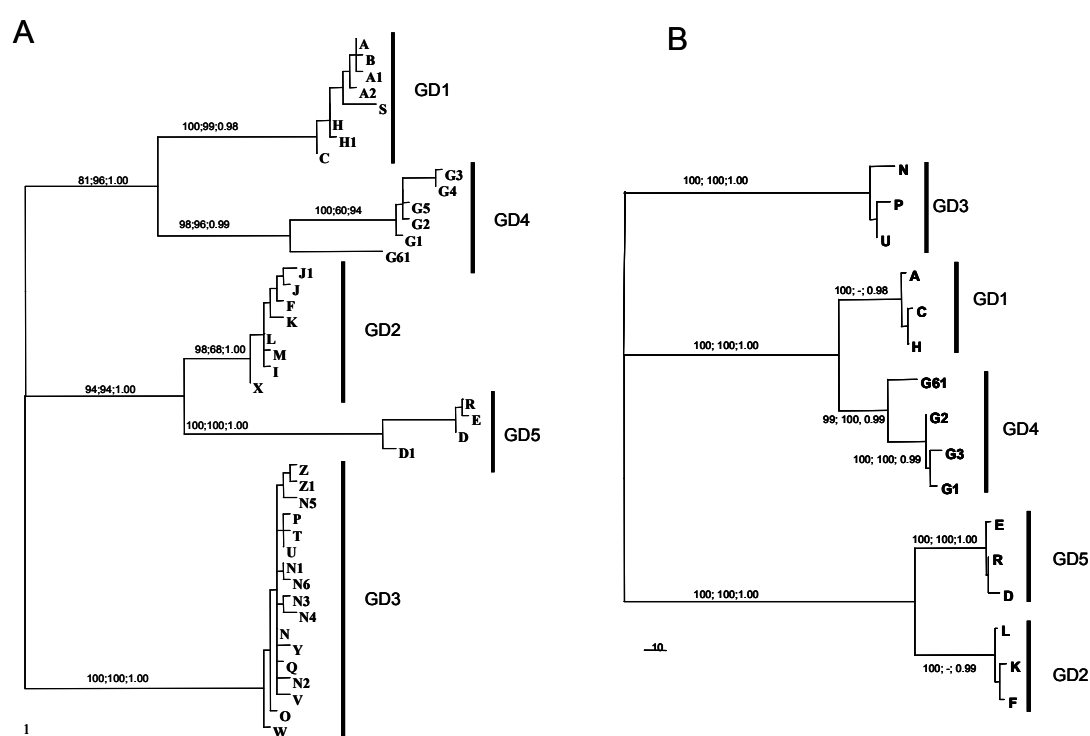 A
A
B
A1
A2
S
H
H1
C
GD1
100;99;0.98
81;96;1.00
98;96;0.99
100;60;94
G3
G4
G5
G2
G1
G61
GD4
J1
J
F
K
L
M
I
X
GD2
98;68;1.00
94;94;1.00
100;100;1.00
R
E
D
D1
GD5
Z
Z1
N5
P
T
U
N1
N6
N3
N4
N
Y
Q
N2
V
O
W
GD3
100;100;1.00
1
B
100; 100;1.00
N
P
U
GD3
100; -; 0.98
A
C
H
GD1
100; 100;1.00
G61
99; 100, 0.99
G2
G3
G1
100; 100; 0.99
GD4
100; 100;1.00
E
R
D
GD5
100; 100;1.00
L
K
F
100; -; 0.99
GD2
10